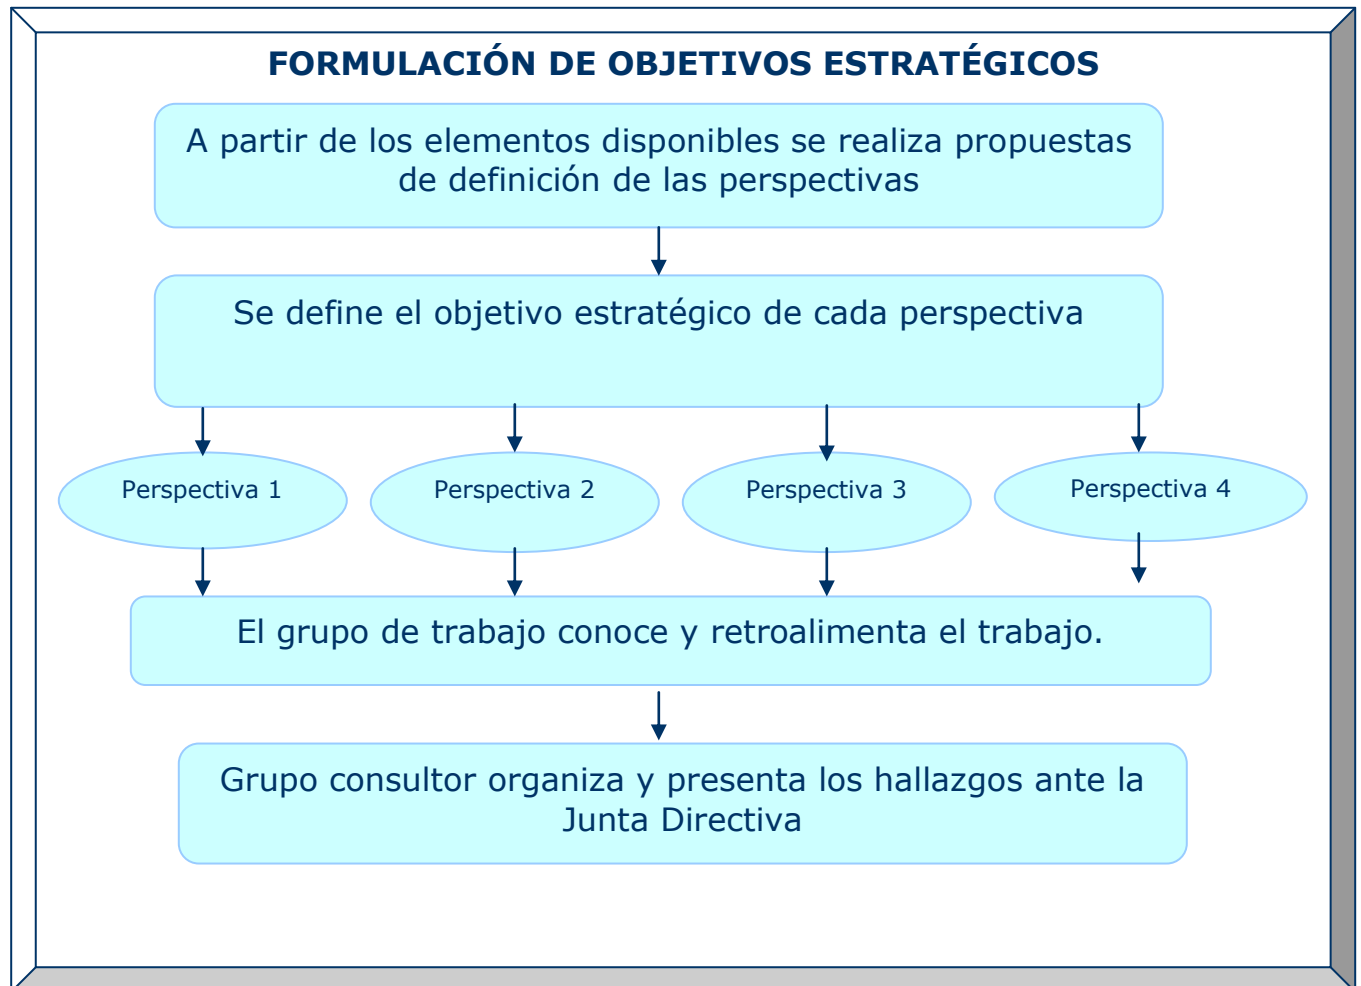 FORMULACIÓN DE OBJETIVOS ESTRATÉGICOS
A partir de los elementos disponibles se realiza propuestas
de definición de las perspectivas
Se define el objetivo estratégico de cada perspectiva
Perspectiva 1
Perspectiva 2
Perspectiva 3
Perspectiva 4
El grupo de trabajo conoce y retroalimenta el trabajo.
Grupo consultor organiza y presenta los hallazgos ante la
Junta Directiva